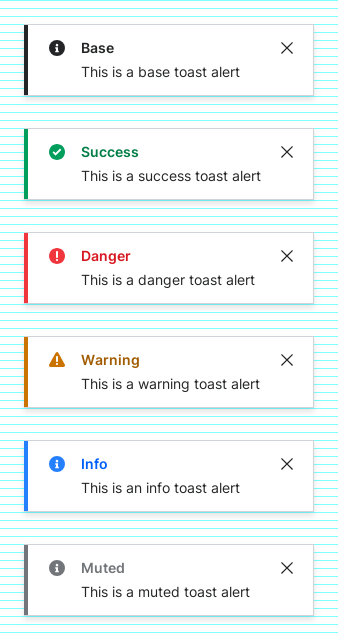 Base
This is a base toast alert
Success
This is a success toast alert
Danger
This is a danger toast alert
Warning
This is a warning toast alert
Info
This is an info toast alert
Muted
This is a muted toast alert